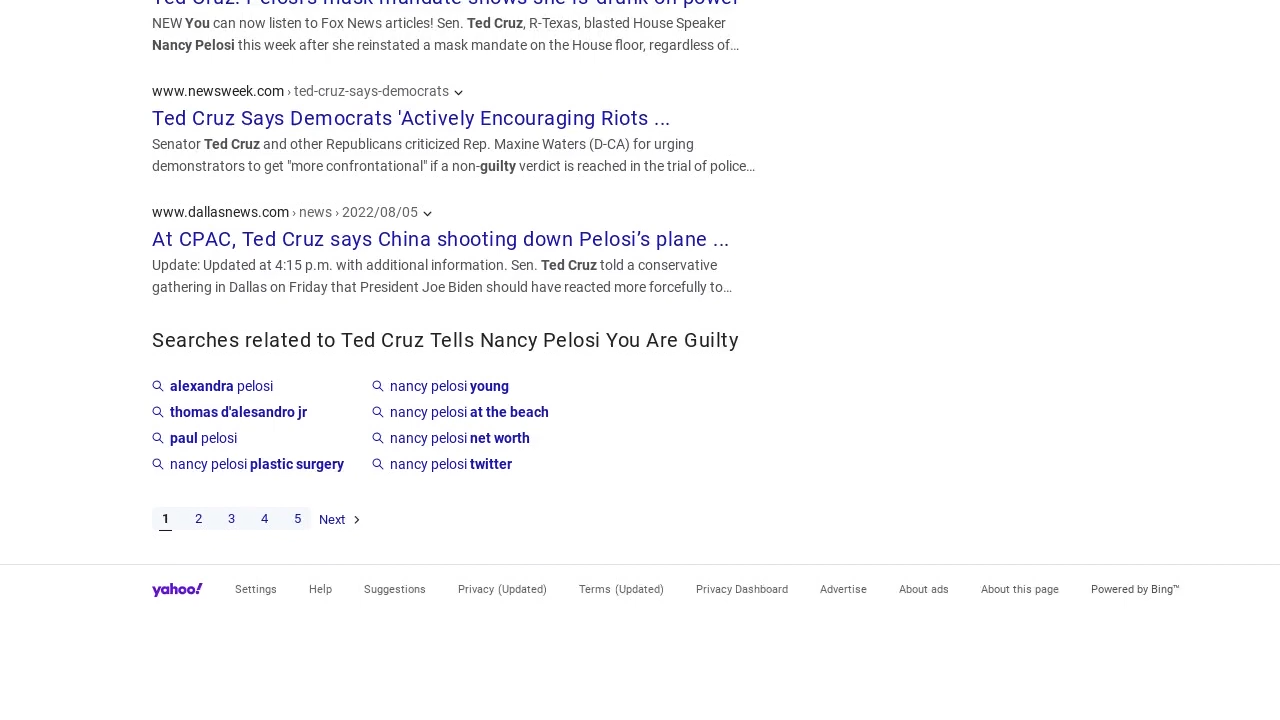 Ted Cruz: Pelosi's mask mandate shows she is 'drunk on power'
NEW You can now listen to Fox News articles! Sen. Ted Cruz, R-Texas, blasted House Speaker
Nancy Pelosi this week after she reinstated a mask mandate on the House floor, regardless of…
www.newsweek.com › ted-cruz-says-democrats
Ted Cruz Says Democrats 'Actively Encouraging Riots ...
Senator Ted Cruz and other Republicans criticized Rep. Maxine Waters (D-CA) for urging
demonstrators to get "more confrontational" if a non-guilty verdict is reached in the trial of police…
www.dallasnews.com › news › 2022/08/05
At CPAC, Ted Cruz says China shooting down Pelosi’s plane ...
Update: Updated at 4:15 p.m. with additional information. Sen. Ted Cruz told a conservative
gathering in Dallas on Friday that President Joe Biden should have reacted more forcefully to…
Searches related to Ted Cruz Tells Nancy Pelosi You Are Guilty
alexandra pelosi
thomas d'alesandro jr
paul pelosi
nancy pelosi plastic surgery
nancy pelosi young
nancy pelosi at the beach
nancy pelosi net worth
nancy pelosi twitter
1 2 3 4 5 Next
yahoo! Settings Help Suggestions Privacy (Updated) Terms (Updated) Privacy Dashboard Advertise About ads About this page Powered by Bing™